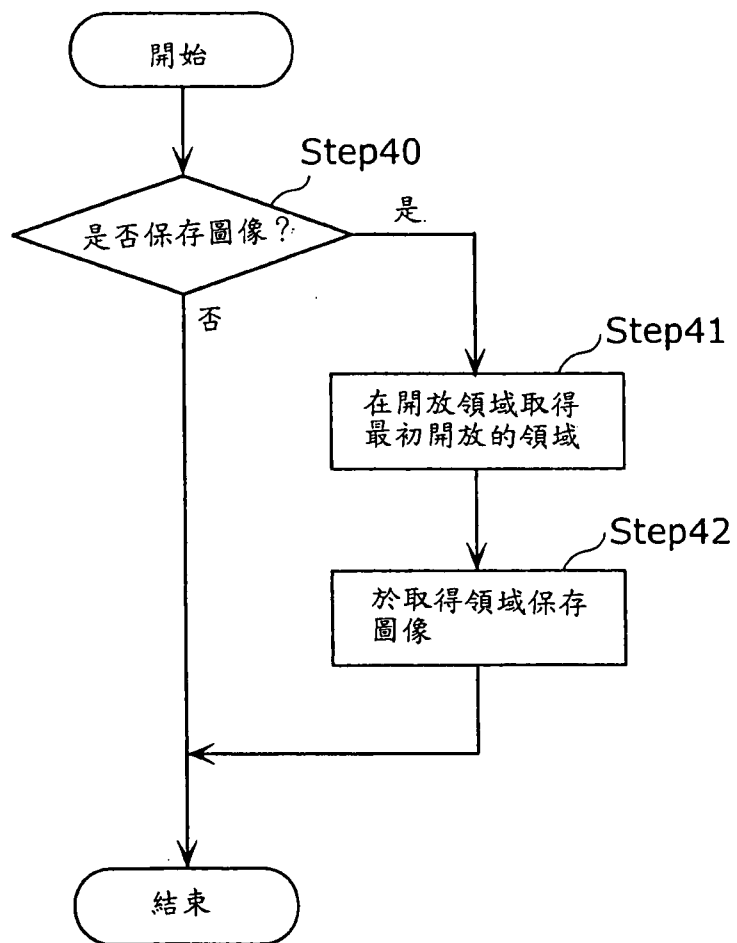 開始
Step40
是否保存圖像？
是
否
Step41
在開放領域取得
最初開放的領域
Step42
於取得領域保存
圖像
結束